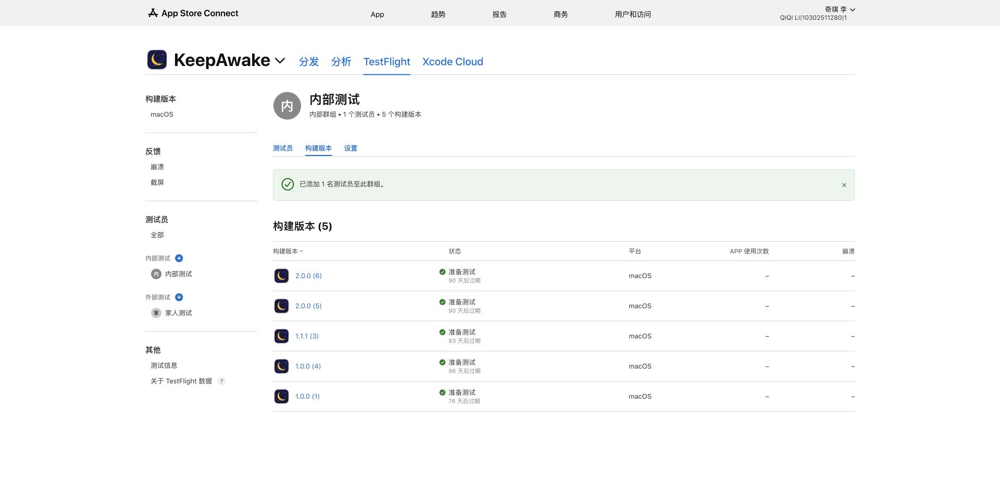 App Store Connect
App
趋势
报告
商务
用户和访问
奇琪 李
QIQI LI|10302511280|1
KeepAwake
分发
分析
TestFlight
Xcode Cloud
构建版本
macOS
反馈
崩溃
截屏
测试员
全部
内部测试
内 内部测试
外部测试
家 家人测试
其他
测试信息
关于 TestFlight 数据 ?
内
内部测试
内部群组 • 1 个测试员 • 5 个构建版本
测试员 构建版本 设置
已添加 1 名测试员至此群组。
构建版本 (5)
构建版本 状态 平台 APP 使用次数 崩溃
2.0.0 (6) 准备测试 macOS – –
90 天后过期
2.0.0 (5) 准备测试 macOS – –
90 天后过期
1.1.1 (3) 准备测试 macOS – –
83 天后过期
1.0.0 (4) 准备测试 macOS – –
86 天后过期
1.0.0 (1) 准备测试 macOS – –
76 天后过期